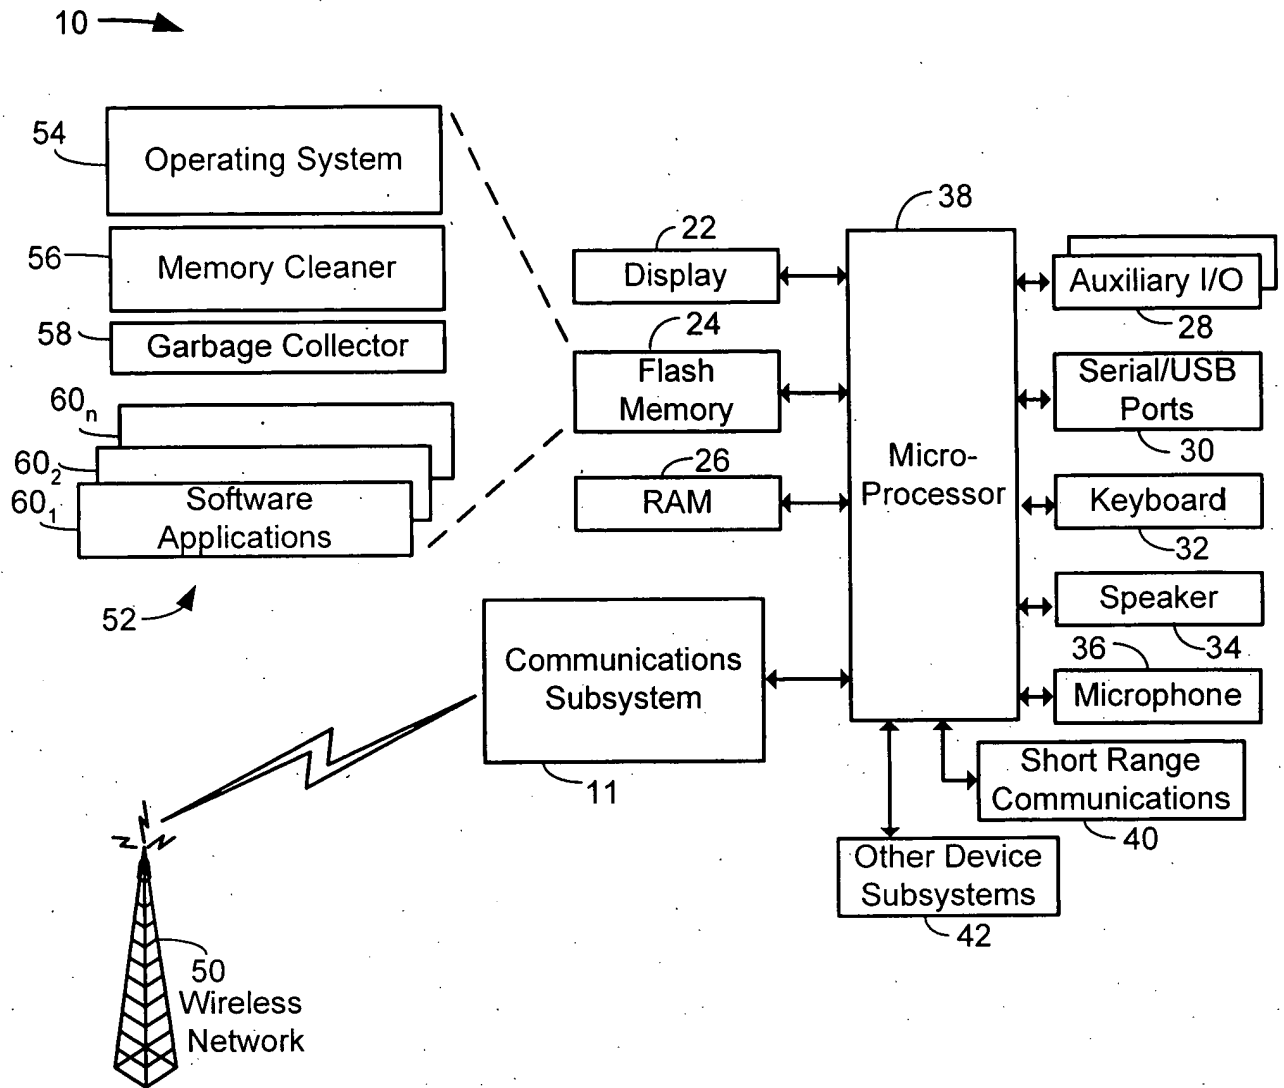 10
54
Operating System
38
22
56
Memory Cleaner
Display
Auxiliary I/O
28
58
Garbage Collector
24
Flash
Memory
Serial/USB
Ports
30
60n
602
601
Software
Applications
26
RAM
Micro-
Processor
Keyboard
32
52
Communications
Subsystem
11
Speaker
34
36
Microphone
Short Range
Communications
40
Other Device
Subsystems
42
50
Wireless
Network